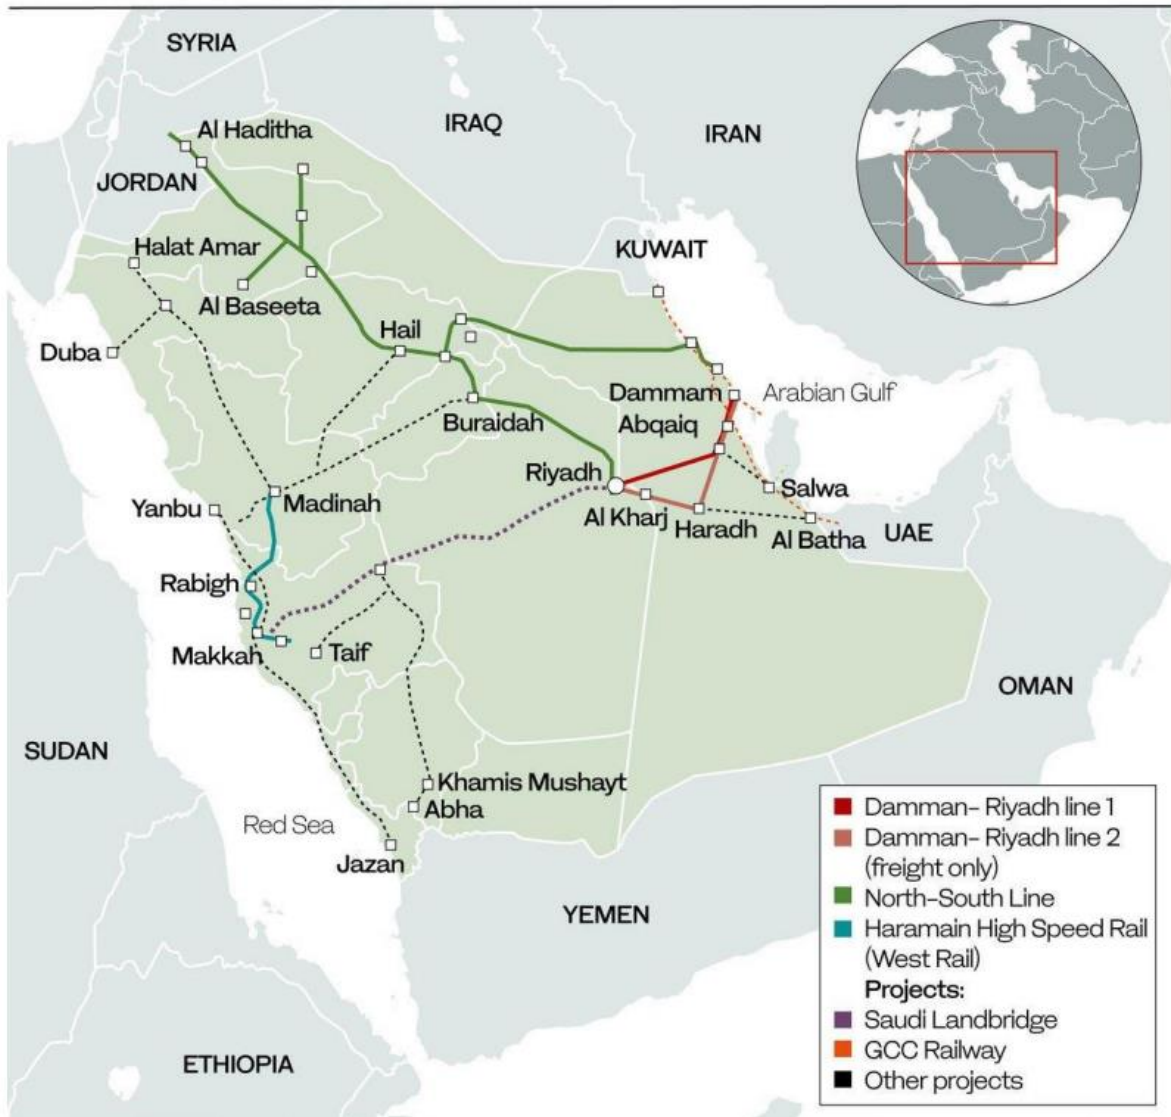 SYRIA
IRAQ
IRAN
Al Haditha
JORDAN
Halat Amar
KUWAIT
Al Baseeta
Hail
Duba
Dammam
Arabian Gulf
Buraidah
Abqaiq
Riyadh
Salwa
Madinah
Yanbu
Al Kharj
Haradh
Al Batha
UAE
Rabigh
Makkah
Taif
OMAN
SUDAN
Khamis Mushayt
Abha
Red Sea
Jazan
YEMEN
ETHIOPIA
Damman- Riyadh line 1
Damman- Riyadh line 2
(freight only)
North-South Line
Haramain High Speed Rail
(West Rail)
Projects:
Saudi Landbridge
GCC Railway
Other projects